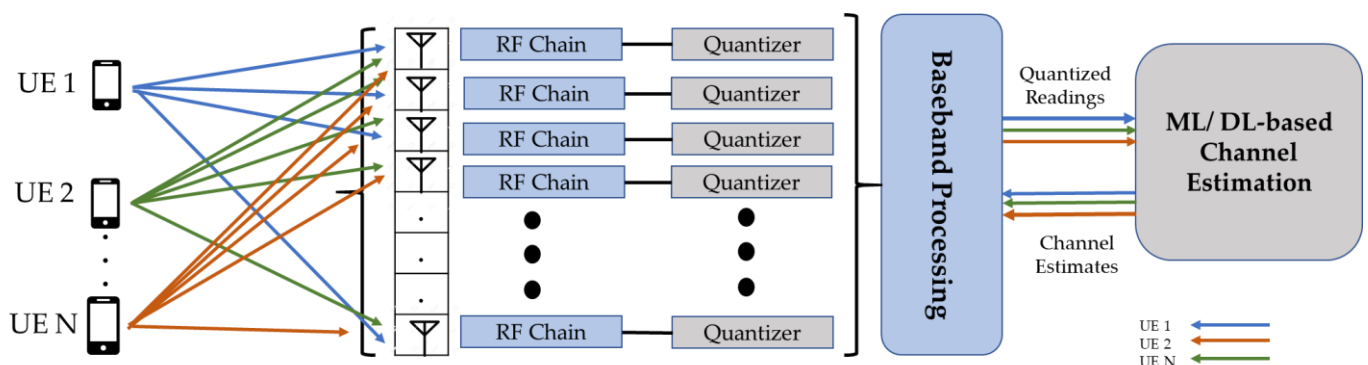 UE 1
UE 2
UE N
RF Chain
Quantizer
RF Chain
Quantizer
RF Chain
Quantizer
RF Chain
Quantizer
RF Chain
Quantizer
Baseband Processing
Quantized
Readings
Channel
Estimates
ML/ DL-based
Channel
Estimation
UE 1
UE 2
UE N